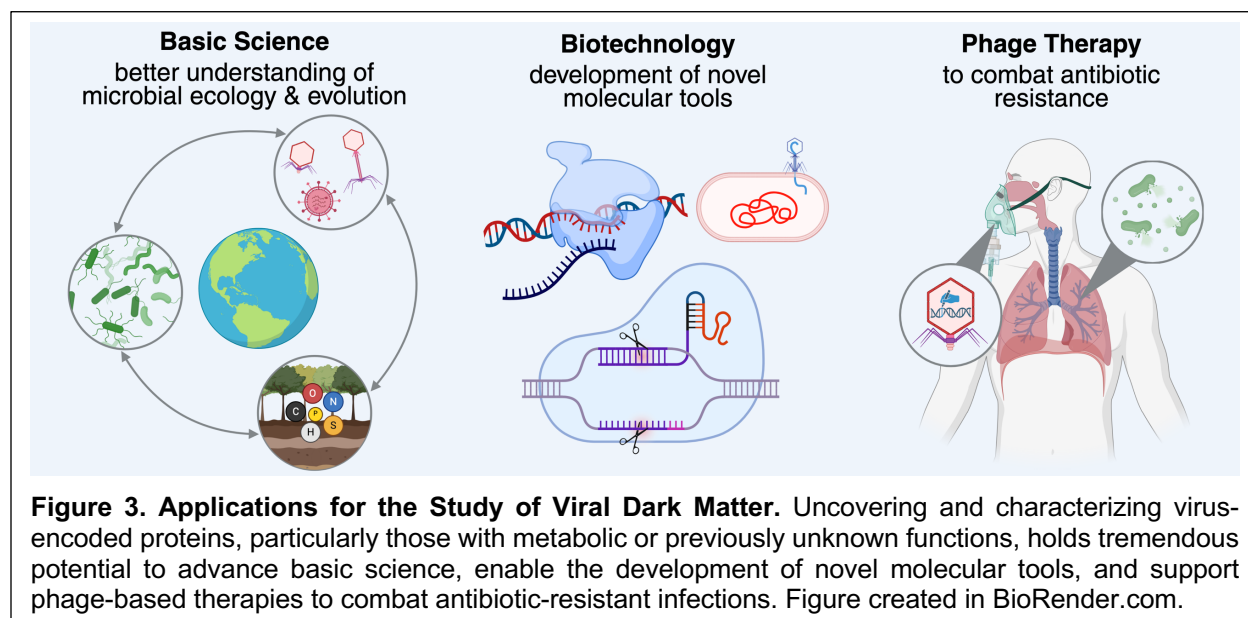 Basic Science
better understanding of
microbial ecology & evolution
Biotechnology
development of novel
molecular tools
Phage Therapy
to combat antibiotic
resistance
O
N
C
P
H
S
Figure 3. Applications for the Study of Viral Dark Matter. Uncovering and characterizing virus-
encoded proteins, particularly those with metabolic or previously unknown functions, holds tremendous
potential to advance basic science, enable the development of novel molecular tools, and support
phage-based therapies to combat antibiotic-resistant infections. Figure created in BioRender.com.